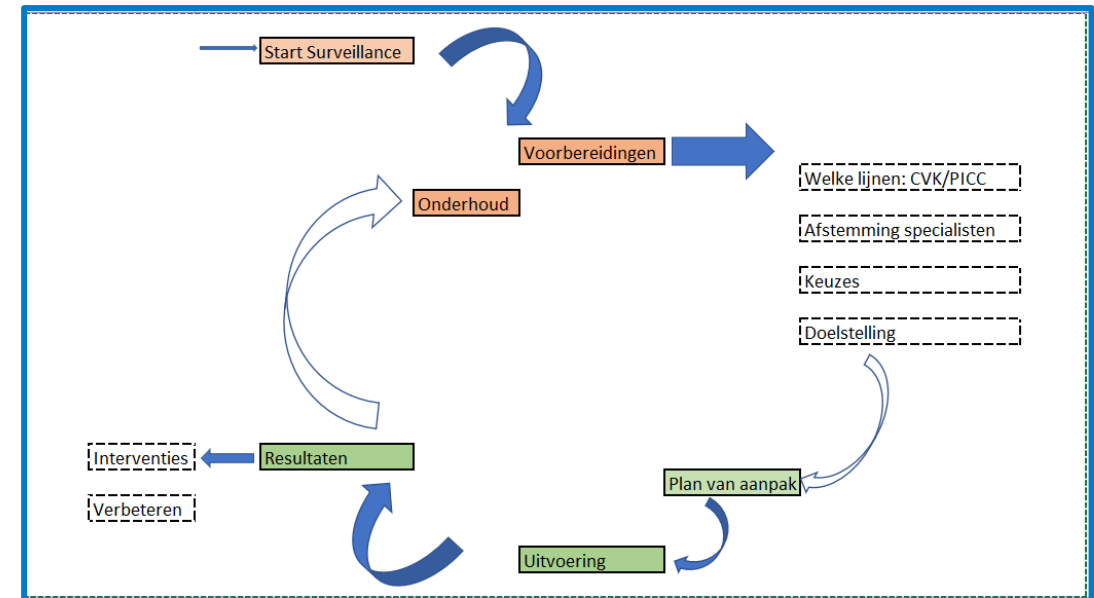 Start Surveillance
Voorbereidingen
Welke lijnen: CVK/PICC
Onderhoud
Afstemming specialisten
Keuzes
Doelstelling
Interventies
Resultaten
Plan van aanpak
Verbeteren
Uitvoering